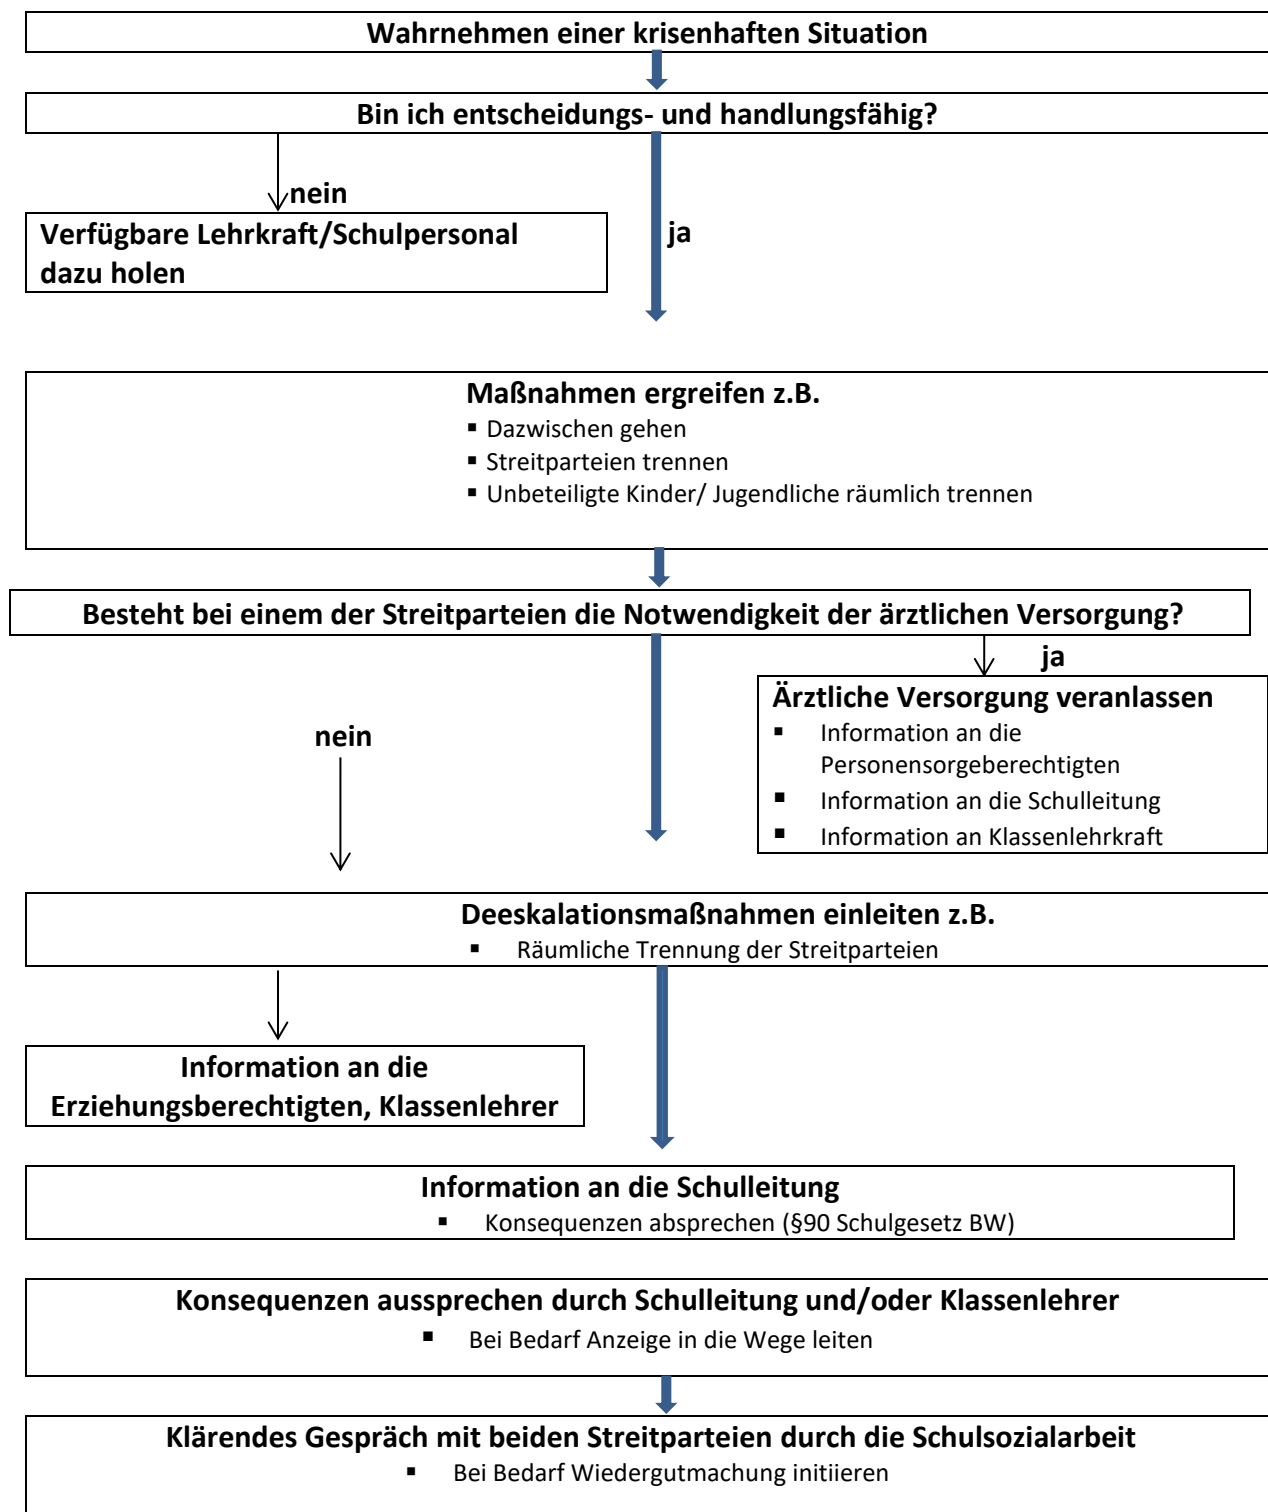 Wahrnehmen einer krisenhaften Situation
Bin ich entscheidungs- und handlungsfähig?
nein
ja
Verfügbare Lehrkraft/Schulpersonal
dazu holen
Maßnahmen ergreifen z.B.
▪ Dazwischen gehen
▪ Streitparteien trennen
▪ Unbeteiligte Kinder/ Jugendliche räumlich trennen
Besteht bei einem der Streitparteien die Notwendigkeit der ärztlichen Versorgung?
ja
Ärztliche Versorgung veranlassen
▪ Information an die
Personensorgeberechtigten
▪ Information an die Schulleitung
▪ Information an Klassenlehrkraft
nein
Deeskalationsmaßnahmen einleiten z.B.
▪ Räumliche Trennung der Streitparteien
Information an die
Erziehungsberechtigten, Klassenlehrer
Information an die Schulleitung
▪ Konsequenzen absprechen (§90 Schulgesetz BW)
Konsequenzen aussprechen durch Schulleitung und/oder Klassenlehrer
▪ Bei Bedarf Anzeige in die Wege leiten
Klärendes Gespräch mit beiden Streitparteien durch die Schulsozialarbeit
▪ Bei Bedarf Wiedergutmachung initiieren